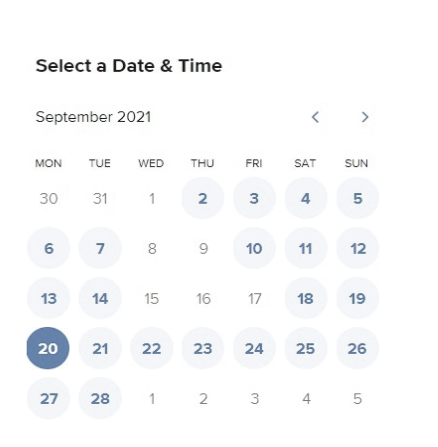 Select a Date & Time
September 2021
MON TUE WED THU FRI SAT SUN
30 31 1 2 3 4 5
6 7 8 9 10 11 12
13 14 15 16 17 18 19
20 21 22 23 24 25 26
27 28 1 2 3 4 5